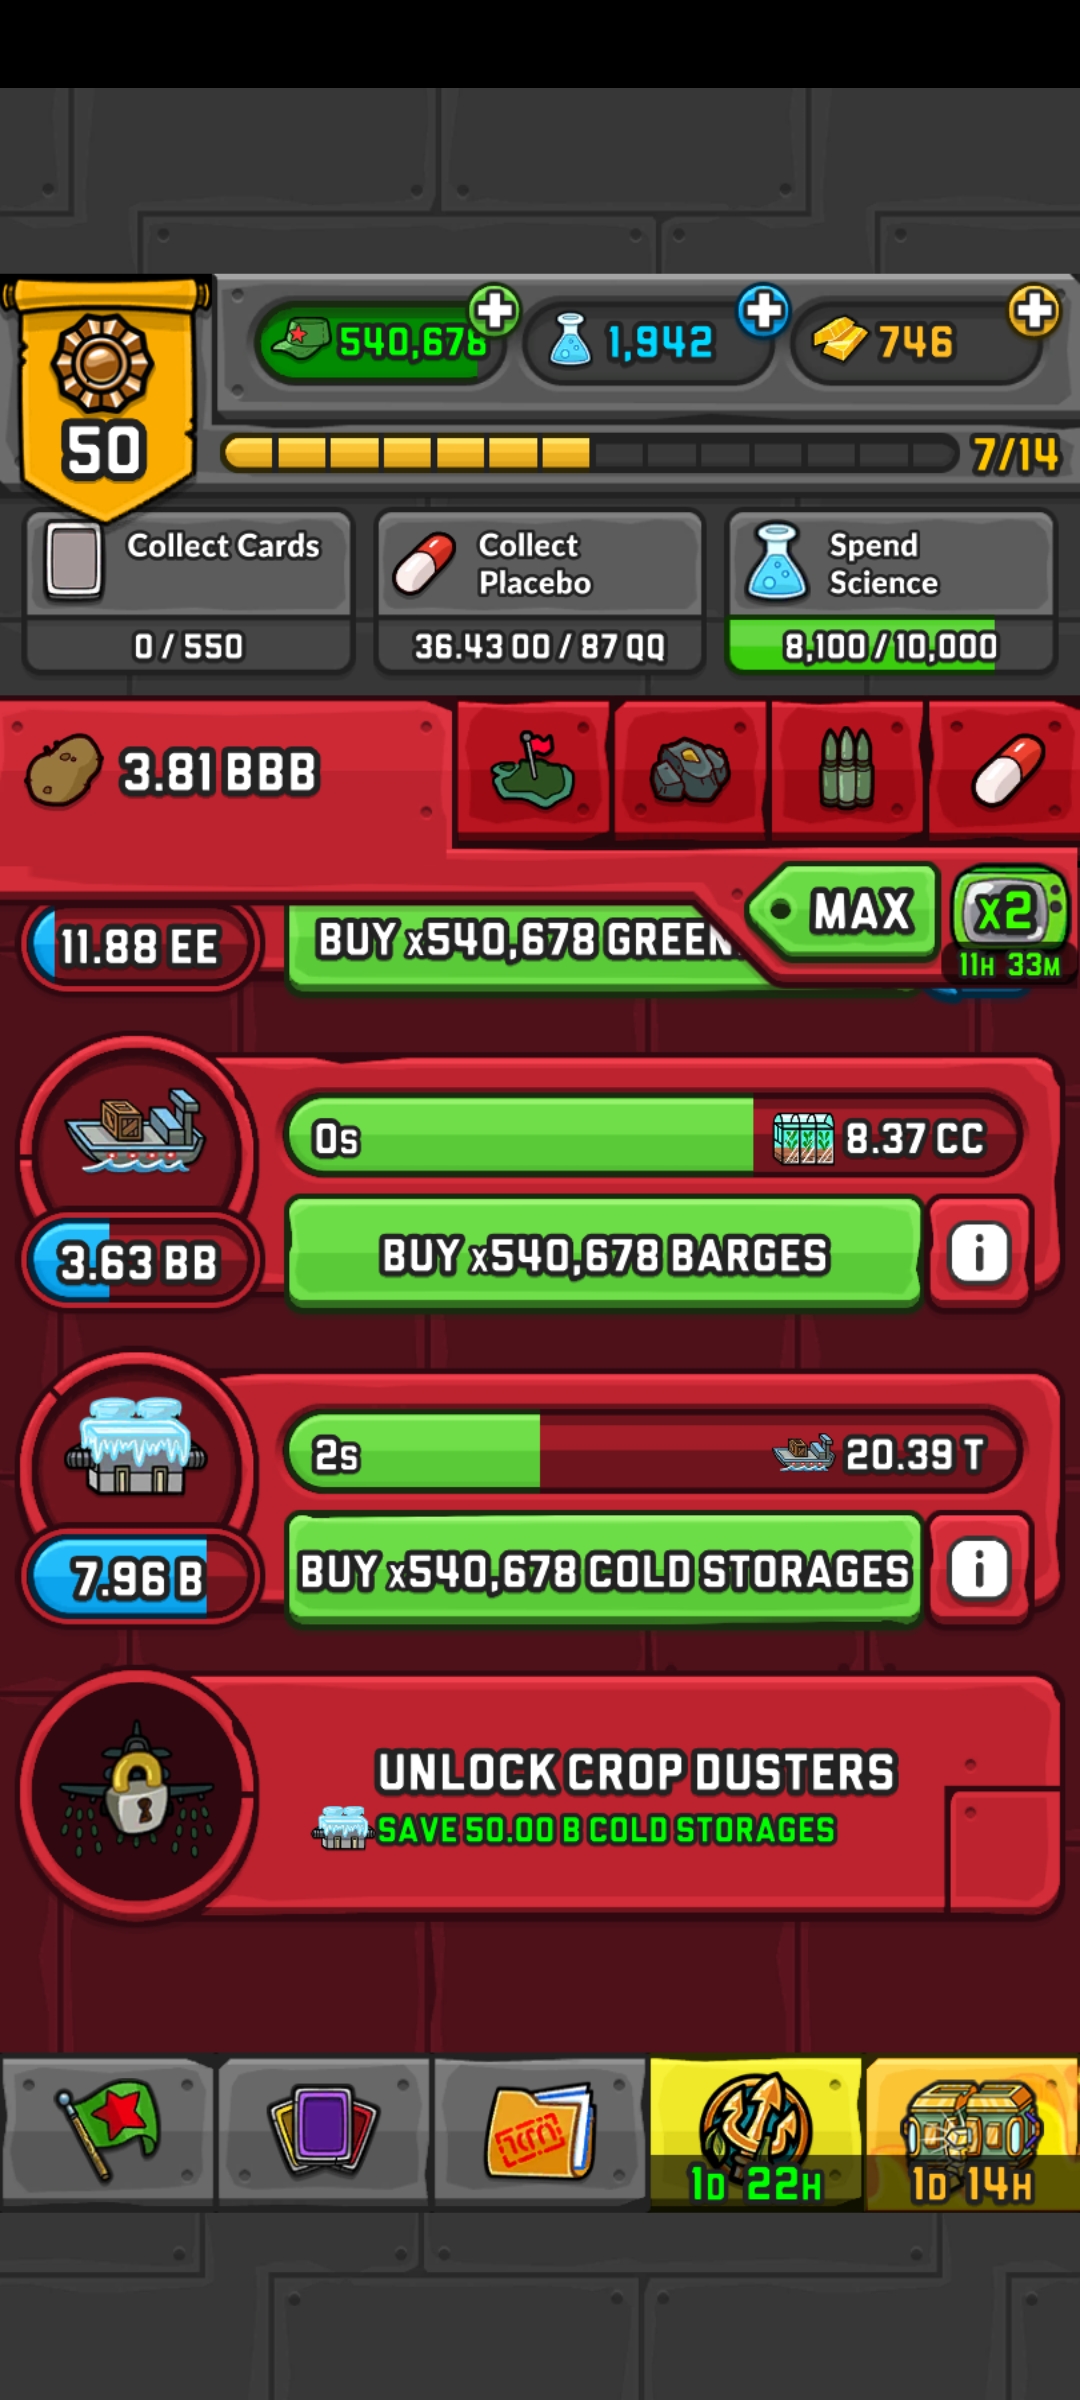 540,678
1,942
746
50
7/14
Collect Cards
0 / 550
Collect
Placebo
36.43 OO / 87 QQ
Spend
Science
8,100 / 10,000
3.81 BBB
MAX
x2
11H 33M
11.88 EE
BUY x540,678 GREEN
0s
8.37 CC
3.63 BB
BUY x540,678 BARGES
i
2s
20.39 T
7.96 B
BUY x540,678 COLD STORAGES
i
UNLOCK CROP DUSTERS
SAVE 50.00 B COLD STORAGES
1D 22H
1D 14H